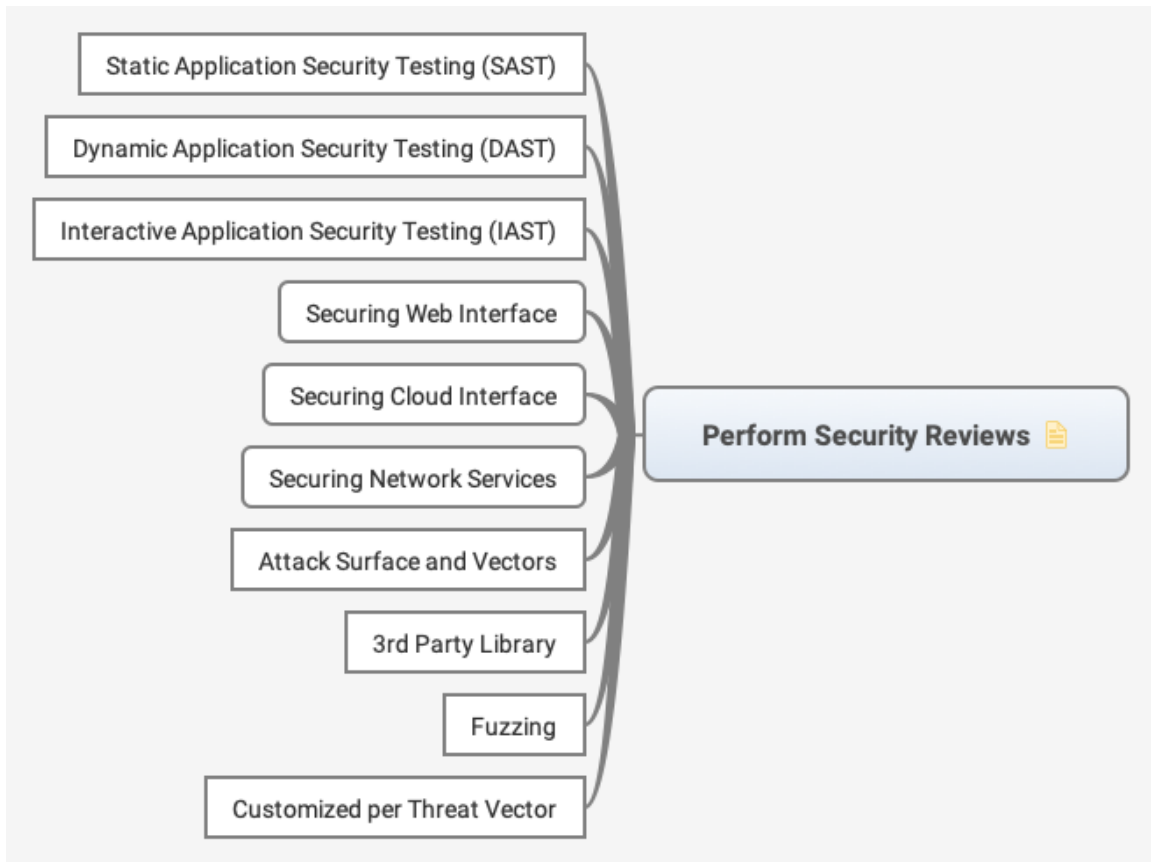 Static Application Security Testing (SAST)
Dynamic Application Security Testing (DAST)
Interactive Application Security Testing (IAST)
Securing Web Interface
Securing Cloud Interface
Securing Network Services
Attack Surface and Vectors
3rd Party Library
Fuzzing
Customized per Threat Vector
Perform Security Reviews